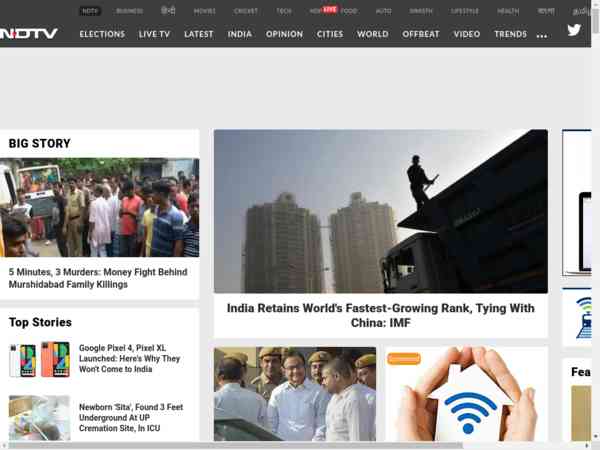 NDTV
BUSINESS
हिन्दी
MOVIES
CRICKET
TECH
HOP LIVE
FOOD
AUTO
SWASTH
LIFESTYLE
HEALTH
বাংলা
தமிழ்
NDTV
ELECTIONS
LIVE TV
LATEST
INDIA
OPINION
CITIES
WORLD
OFFBEAT
VIDEO
TRENDS
...
BIG STORY
5 Minutes, 3 Murders: Money Fight Behind
Murshidabad Family Killings
Top Stories
Google Pixel 4, Pixel XL
Launched: Here's Why They
Won't Come to India
Newborn 'Sita', Found 3 Feet
Underground At UP
Cremation Site, In ICU
India Retains World's Fastest-Growing Rank, Tying With
China: IMF
Sponsored
Fea